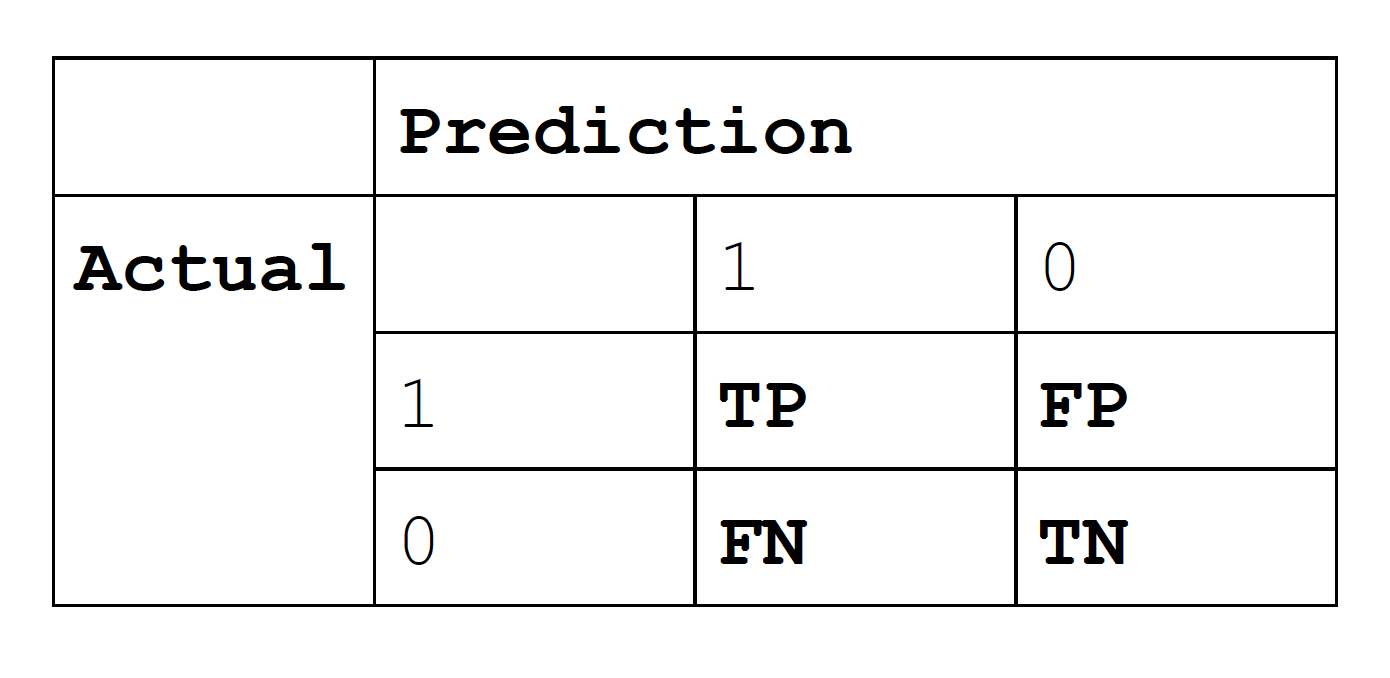 Prediction
Actual 1 0
1 TP FP
0 FN TN